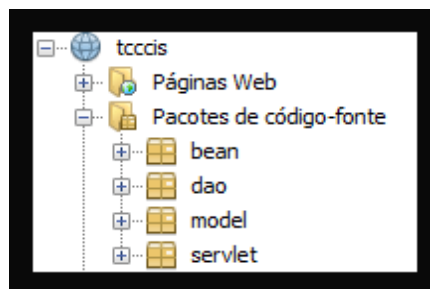 tcccis
Páginas Web
Pacotes de código-fonte
bean
dao
model
servlet